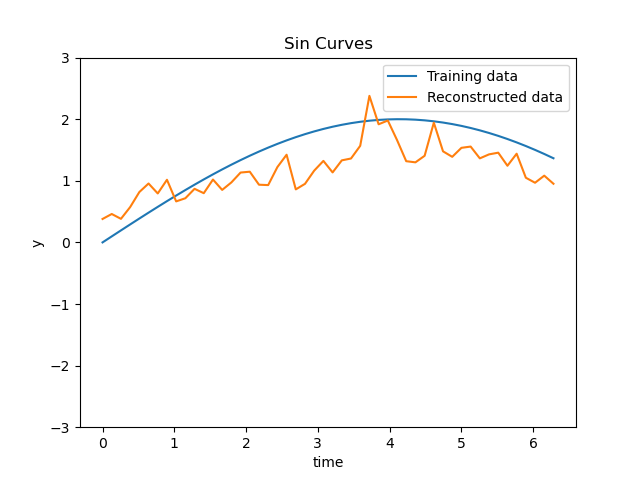 Sin Curves
Training data
Reconstructed data
3
2
1
0
−1
−2
−3
y
0 1 2 3 4 5 6
time